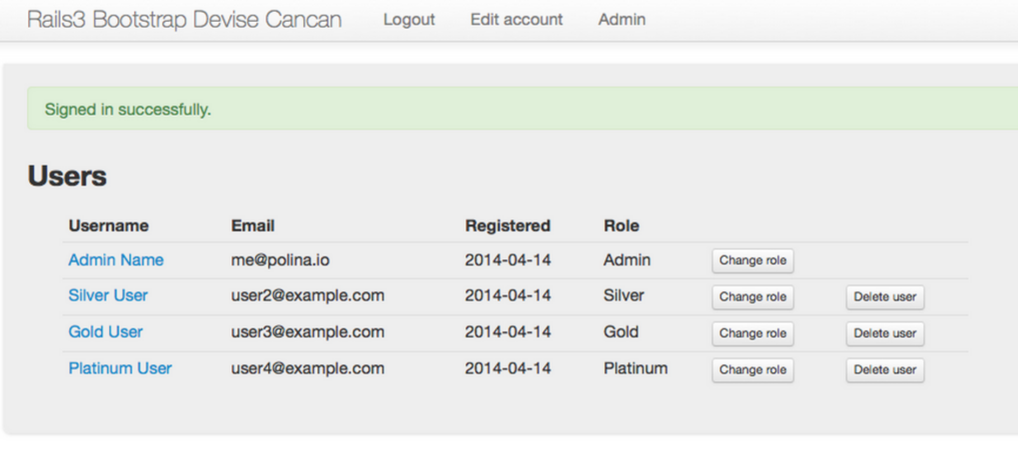 Rails3 Bootstrap Devise Cancan Logout Edit account Admin
Signed in successfully.
Users
Username Email Registered Role
Admin Name me@polina.io 2014-04-14 Admin Change role
Silver User user2@example.com 2014-04-14 Silver Change role Delete user
Gold User user3@example.com 2014-04-14 Gold Change role Delete user
Platinum User user4@example.com 2014-04-14 Platinum Change role Delete user